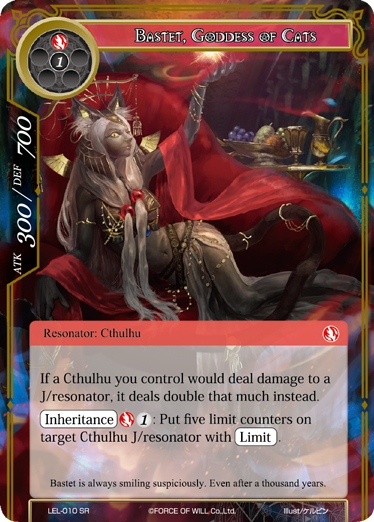 Bastet, Goddess of Cats
1
ATK 300 / DEF 700
Resonator: Cthulhu
If a Cthulhu you control would deal damage to a
J/resonator, it deals double that much instead.
Inheritance 1 : Put five limit counters on
target Cthulhu J/resonator with Limit .
Bastet is always smiling suspiciously. Even after a thousand years.
LEL-010 SR ©FORCE OF WILL Co.,Ltd. Illust/ケルビン